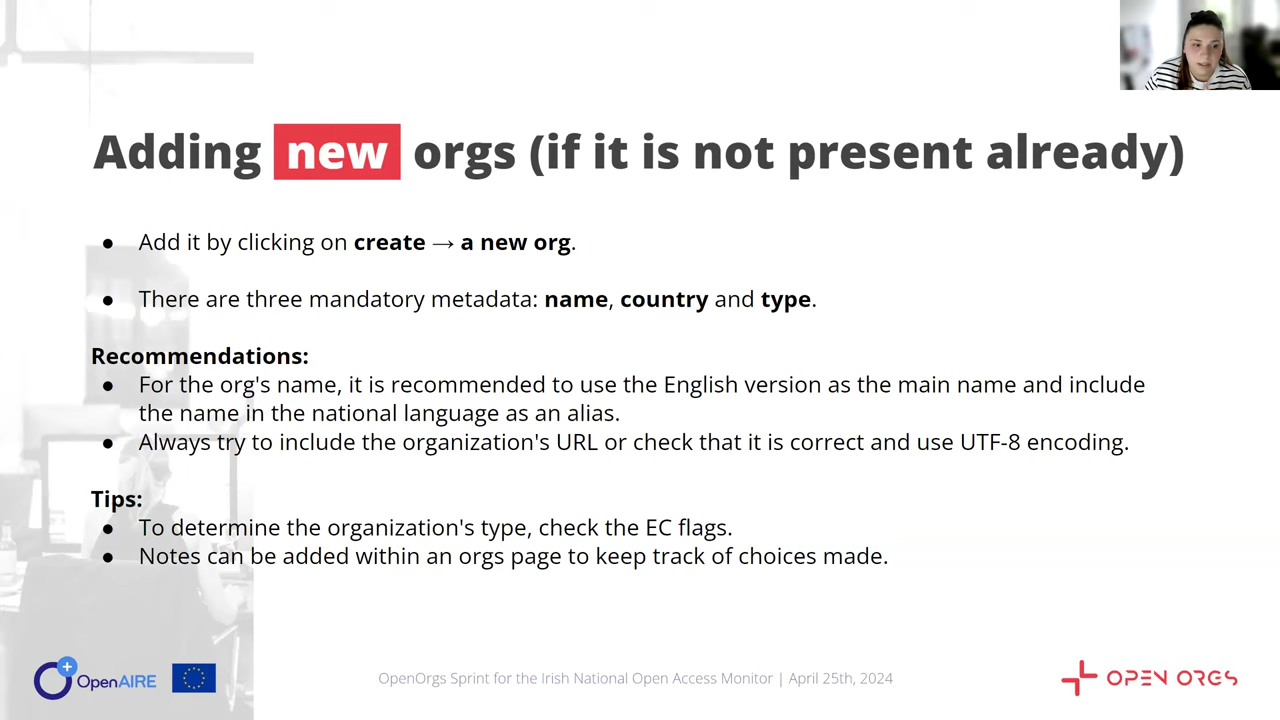 Adding new orgs (if it is not present already)
● Add it by clicking on create → a new org.
● There are three mandatory metadata: name, country and type.
Recommendations:
● For the org's name, it is recommended to use the English version as the main name and include
the name in the national language as an alias.
● Always try to include the organization's URL or check that it is correct and use UTF-8 encoding.
Tips:
● To determine the organization's type, check the EC flags.
● Notes can be added within an orgs page to keep track of choices made.
OpenAIRE
OpenOrgs Sprint for the Irish National Open Access Monitor | April 25th, 2024
OPEN ORGS